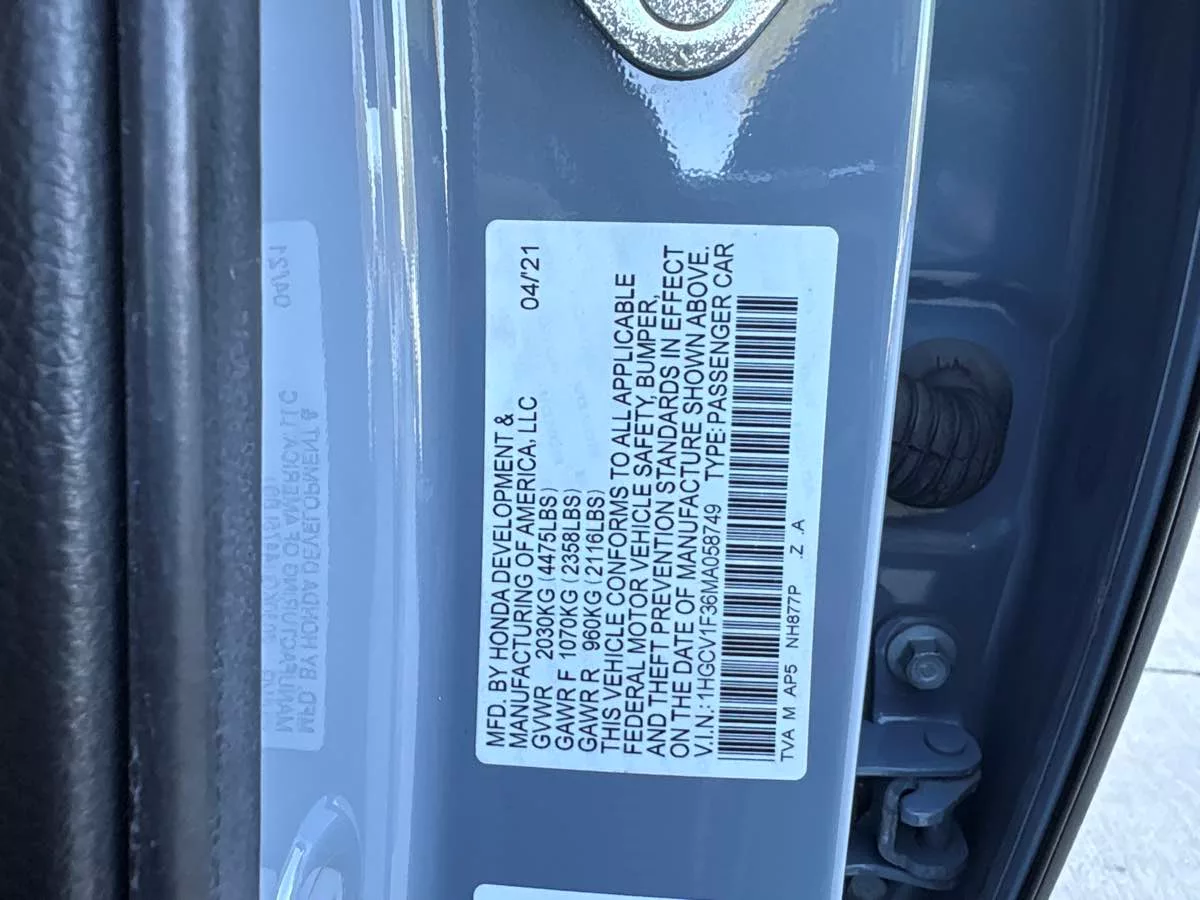 MFD. BY HONDA DEVELOPMENT &
MANUFACTURING OF AMERICA, LLC 04/'21
GVWR 2030KG (4475LBS)
GAWR F 1070KG (2358LBS)
GAWR R 960KG (2116LBS)
THIS VEHICLE CONFORMS TO ALL APPLICABLE
FEDERAL MOTOR VEHICLE SAFETY, BUMPER,
AND THEFT PREVENTION STANDARDS IN EFFECT
ON THE DATE OF MANUFACTURE SHOWN ABOVE.
V.I.N.: 1HGCV1F36MA058749 TYPE: PASSENGER CAR
TVA M AP5 NH877P .Z .A